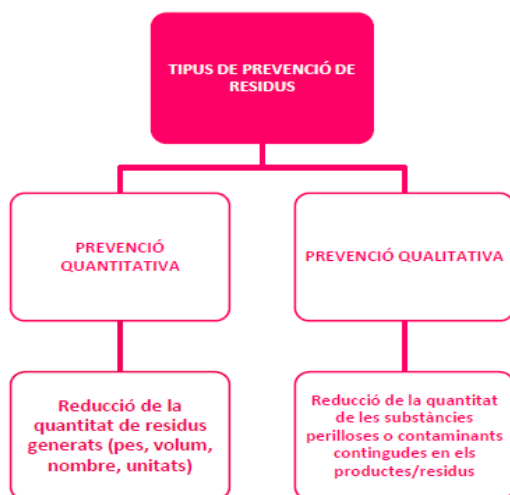 TIPUS DE PREVENCIÓ DE
RESIDUS
PREVENCIÓ
QUANTITATIVA
PREVENCIÓ QUALITATIVA
Reducció de la
quantitat de residus
generats (pes, volum,
nombre, unitats)
Reducció de la quantitat
de les substàncies
perilloses o contaminants
contingudes en els
productes/residus